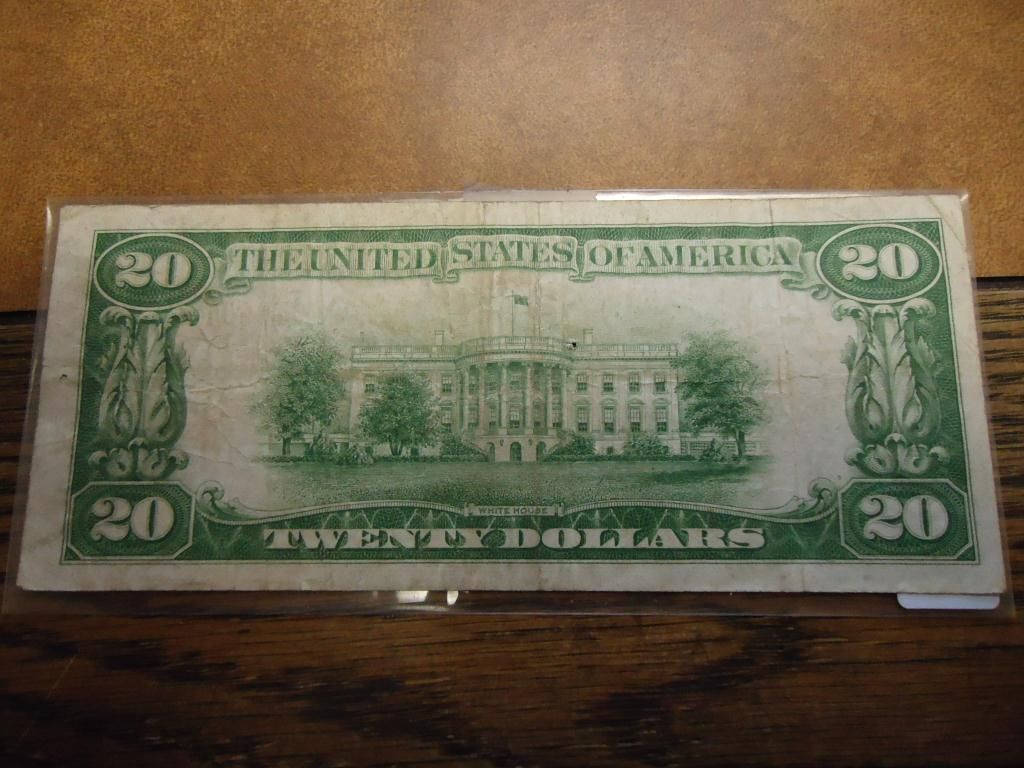 20 THE UNITED STATES OF AMERICA 20
WHITE HOUSE
20 TWENTY DOLLARS 20